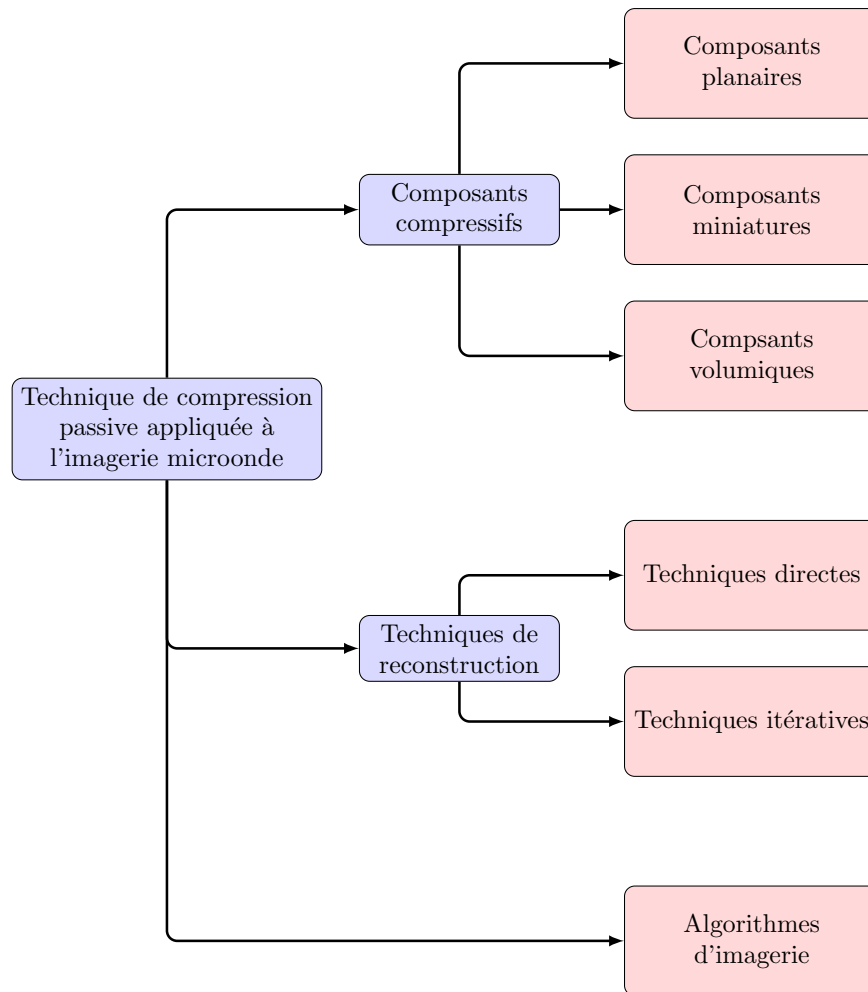 Composants
planaires
Composants
compressifs
Composants
miniatures
Compsants
volumiques
Technique de compression
passive appliquée à
l'imagerie microonde
Techniques directes
Techniques de
reconstruction
Techniques itératives
Algorithmes
d'imagerie